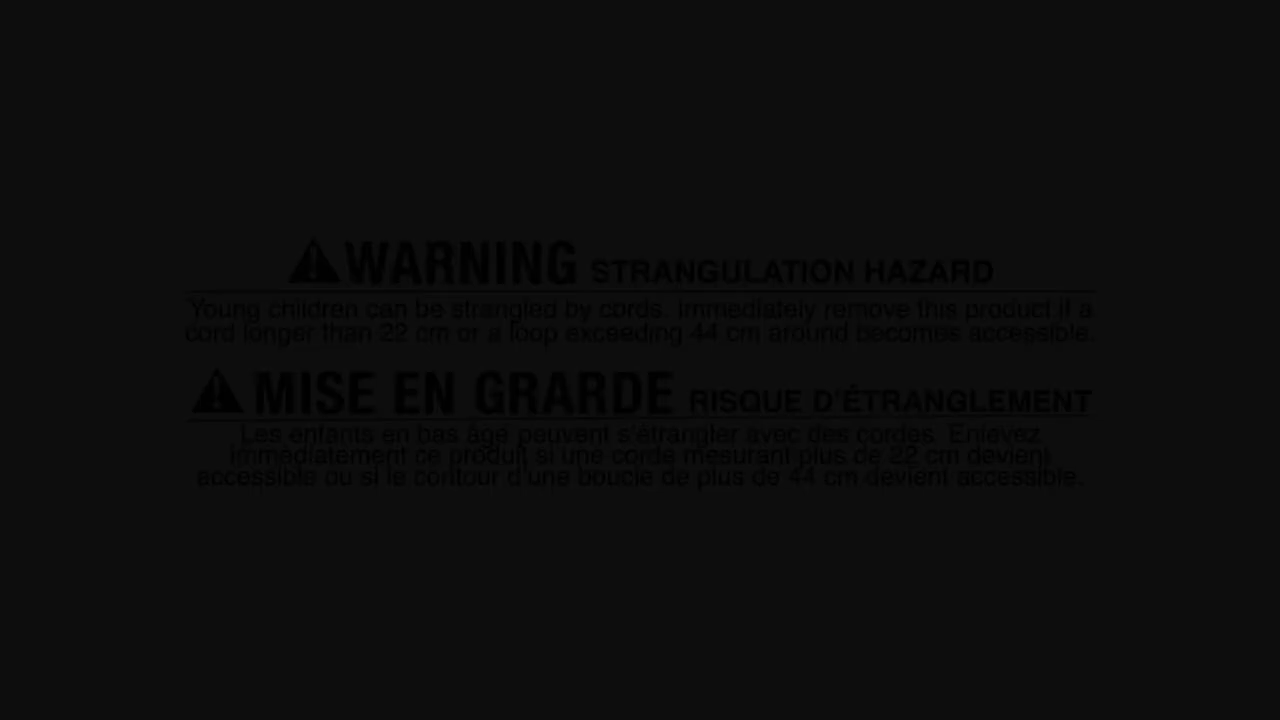 WARNING STRANGULATION HAZARD
Young children can be strangled by cords. Immediately remove this product if a
cord longer than 22 cm or a loop exceeding 44 cm around becomes accessible.
MISE EN GRARDE RISQUE D'ÉTRANGLEMENT
Les enfants en bas âge peuvent s'étrangler avec des cordes. Enlevez
immédiatement ce produit si une corde mesurant plus de 22 cm devient
accessible ou si le contour d'une boucle de plus de 44 cm devient accessible.